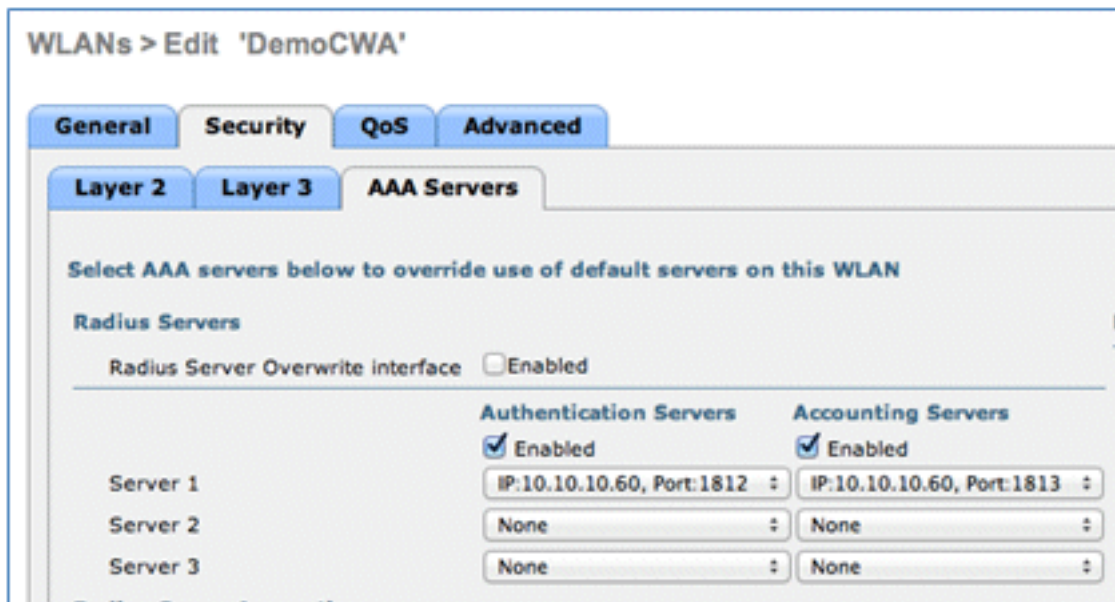 WLANs > Edit 'DemoCWA'
General Security QoS Advanced
Layer 2 Layer 3 AAA Servers
Select AAA servers below to override use of default servers on this WLAN
Radius Servers
Radius Server Overwrite interface Enabled
Authentication Servers Accounting Servers
Enabled Enabled
Server 1 IP:10.10.10.60, Port:1812 IP:10.10.10.60, Port:1813
Server 2 None None
Server 3 None None